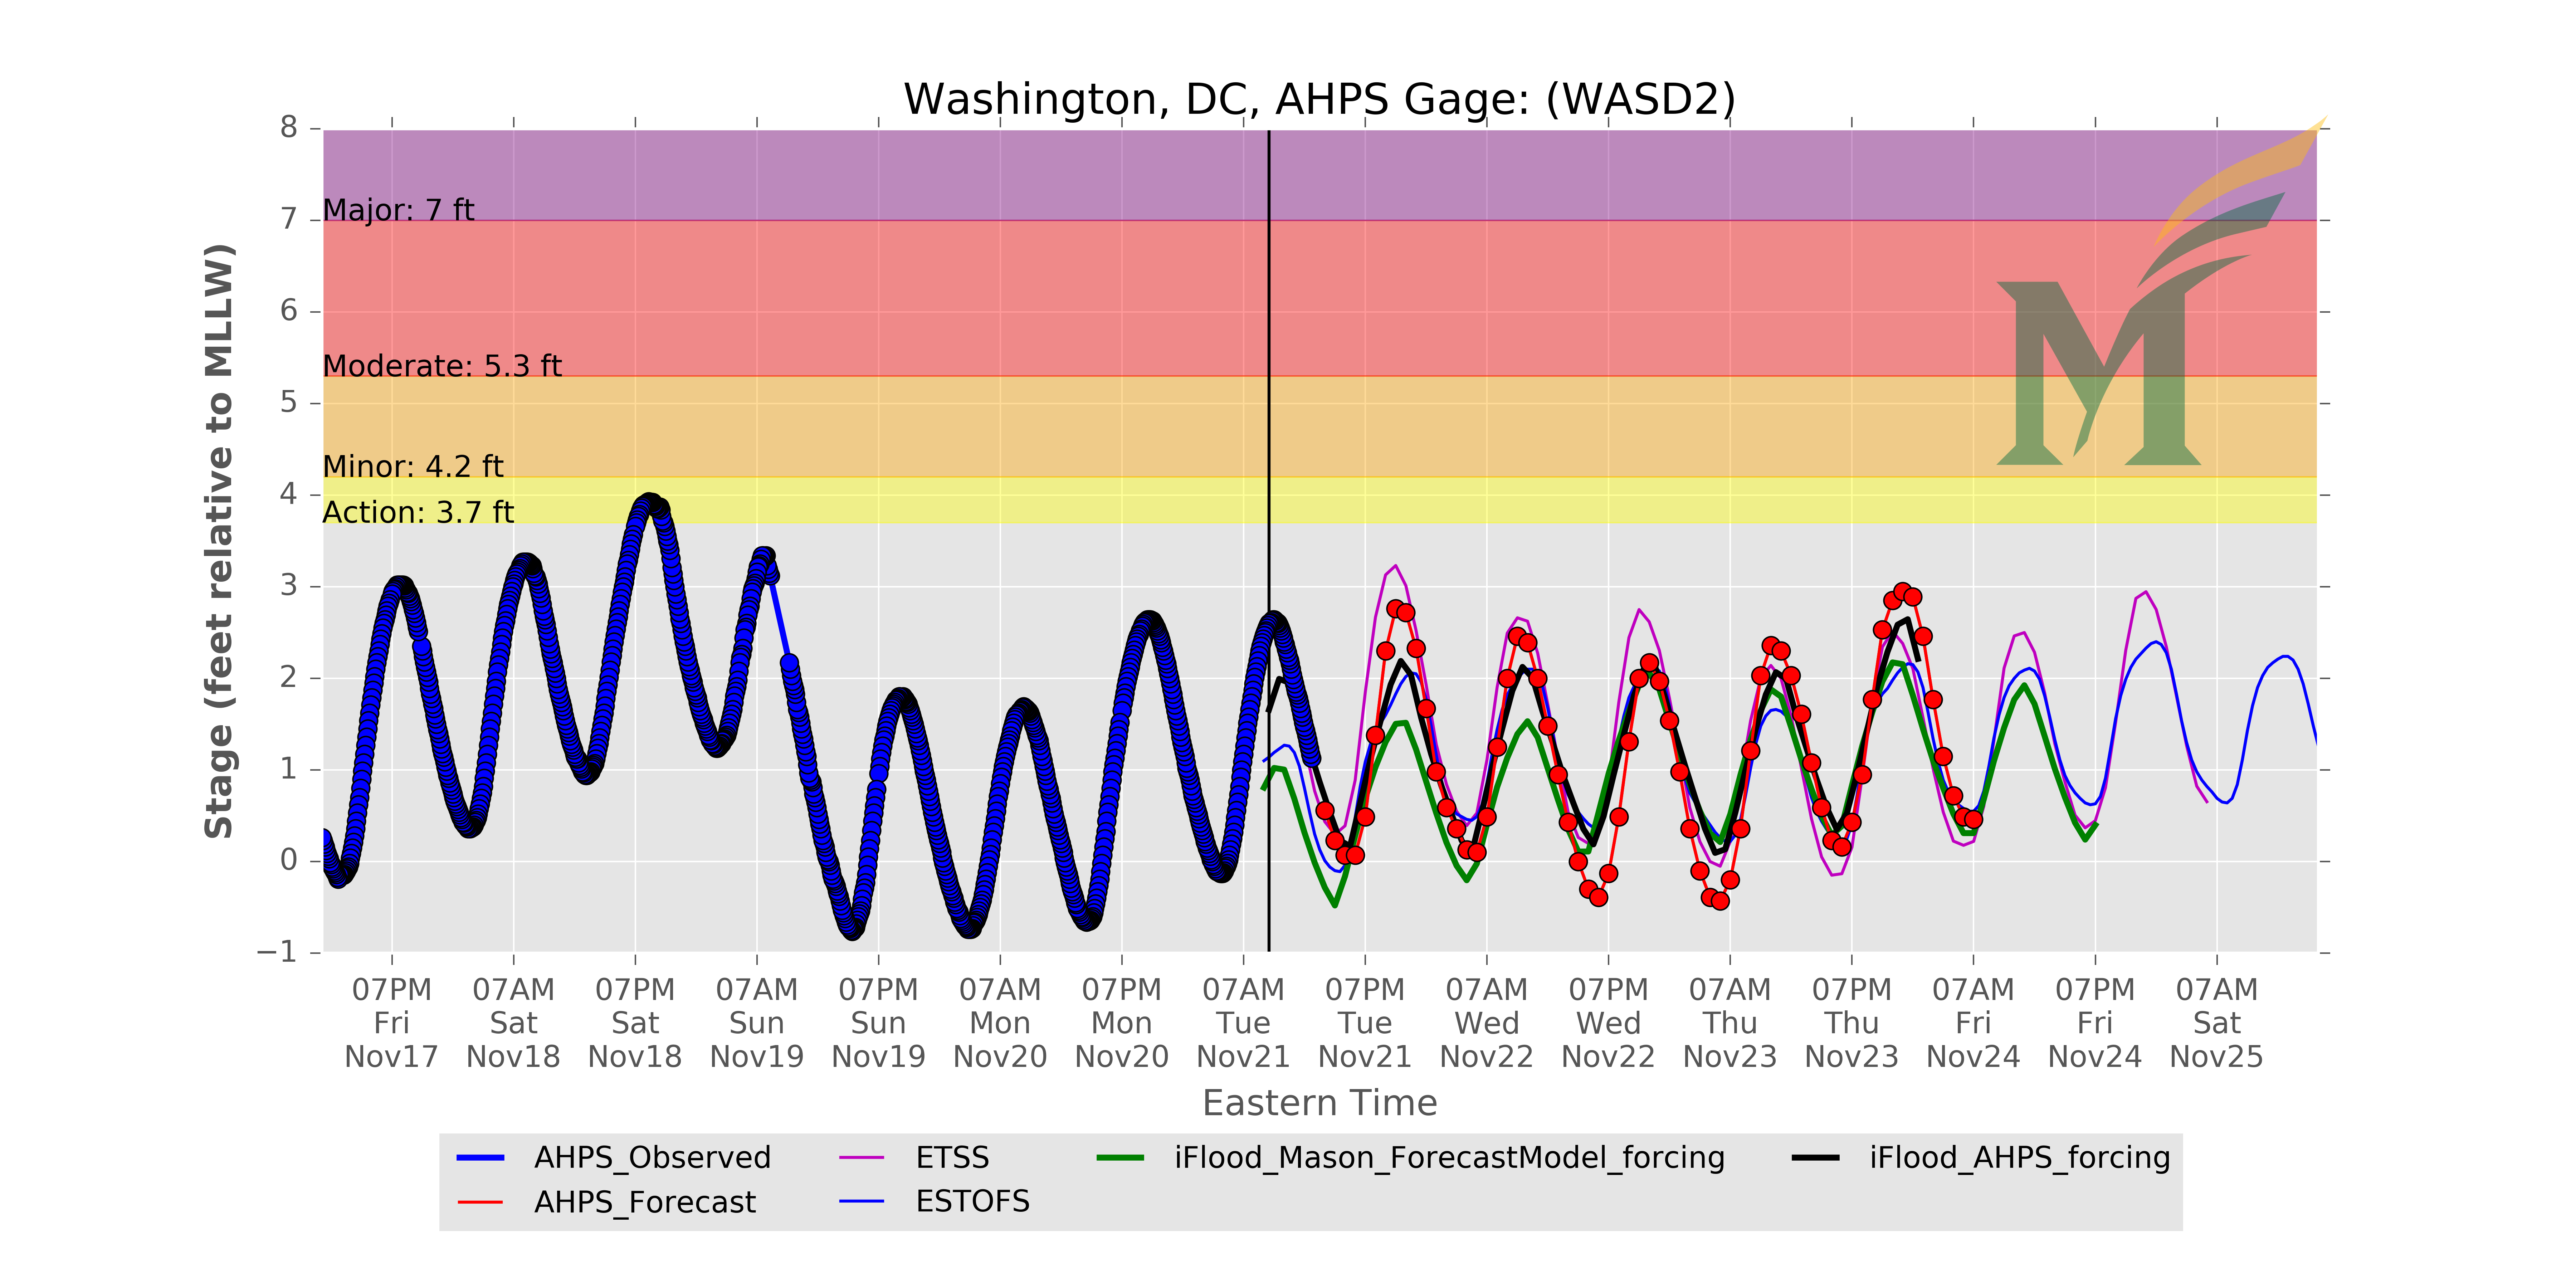 Washington, DC, AHPS Gage: (WASD2)
8
7
6
5
4
3
2
1
0
−1
Stage (feet relative to MLLW)
Major: 7 ft
Moderate: 5.3 ft
Minor: 4.2 ft
Action: 3.7 ft
M
07PM 07AM 07PM 07AM 07PM 07AM 07PM 07AM 07PM 07AM 07PM 07AM 07PM 07AM 07PM 07AM
Fri Sat Sat Sun Sun Mon Mon Tue Tue Wed Wed Thu Thu Fri Fri Sat
Nov17 Nov18 Nov18 Nov19 Nov19 Nov20 Nov20 Nov21 Nov21 Nov22 Nov22 Nov23 Nov23 Nov24 Nov24 Nov25
Eastern Time
AHPS_Observed ETSS iFlood_Mason_ForecastModel_forcing iFlood_AHPS_forcing
AHPS_Forecast ESTOFS